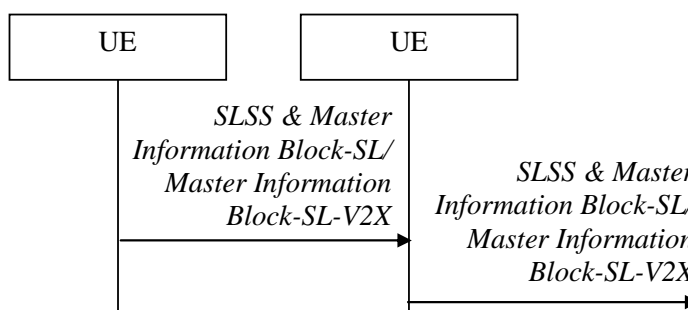 UE
UE
SLSS & Master
Information Block-SL/
Master Information
Block-SL-V2X
SLSS & Master
Information Block-SL/
Master Information
Block-SL-V2X